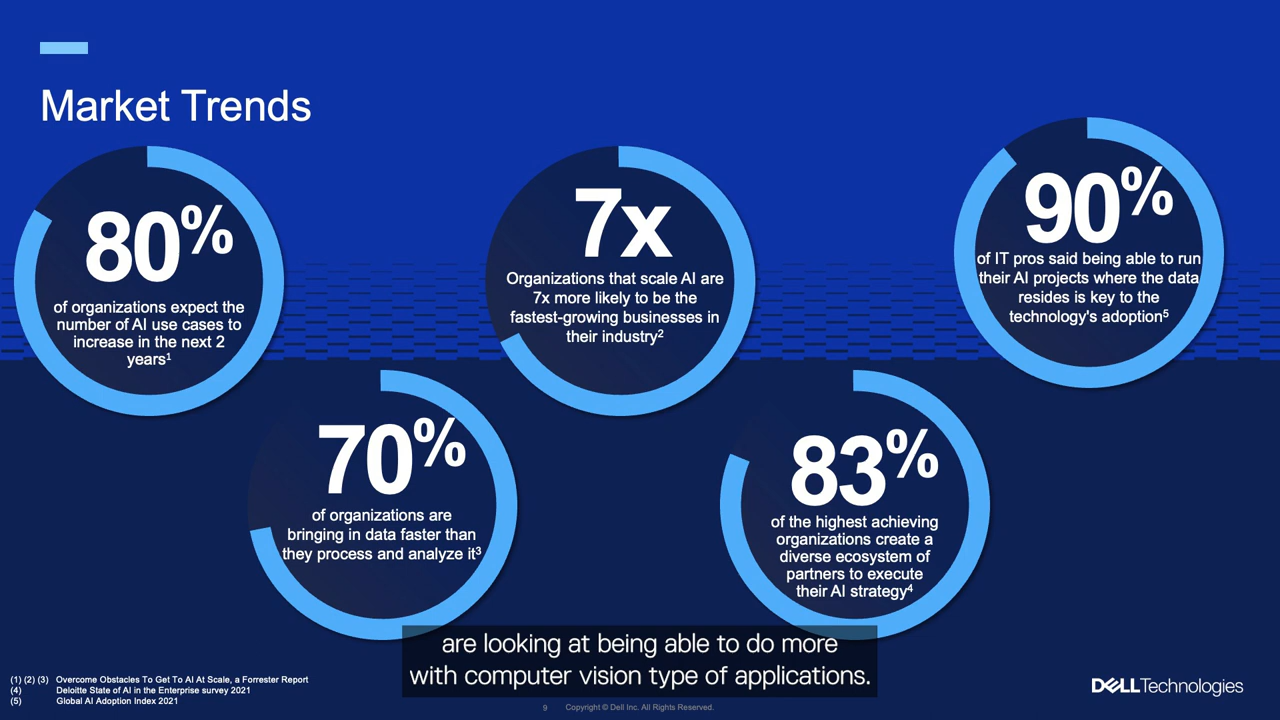 Market Trends
80%
of organizations expect the
number of AI use cases to
increase in the next 2
years¹
7x
Organizations that scale AI are
7x more likely to be the
fastest-growing businesses in
their industry²
90%
of IT pros said being able to run
their AI projects where the data
resides is key to the
technology's adoption⁵
70%
of organizations are
bringing in data faster than
they process and analyze it³
83%
of the highest achieving
organizations create a
diverse ecosystem of
partners to execute
their AI strategy⁴
are looking at being able to do more
with computer vision type of applications.
(1) (2) (3) Overcome Obstacles To Get To AI At Scale, a Forrester Report
(4) Deloitte State of AI in the Enterprise survey 2021
(5) Global AI Adoption Index 2021
9 Copyright © Dell Inc. All Rights Reserved.
DELLTechnologies